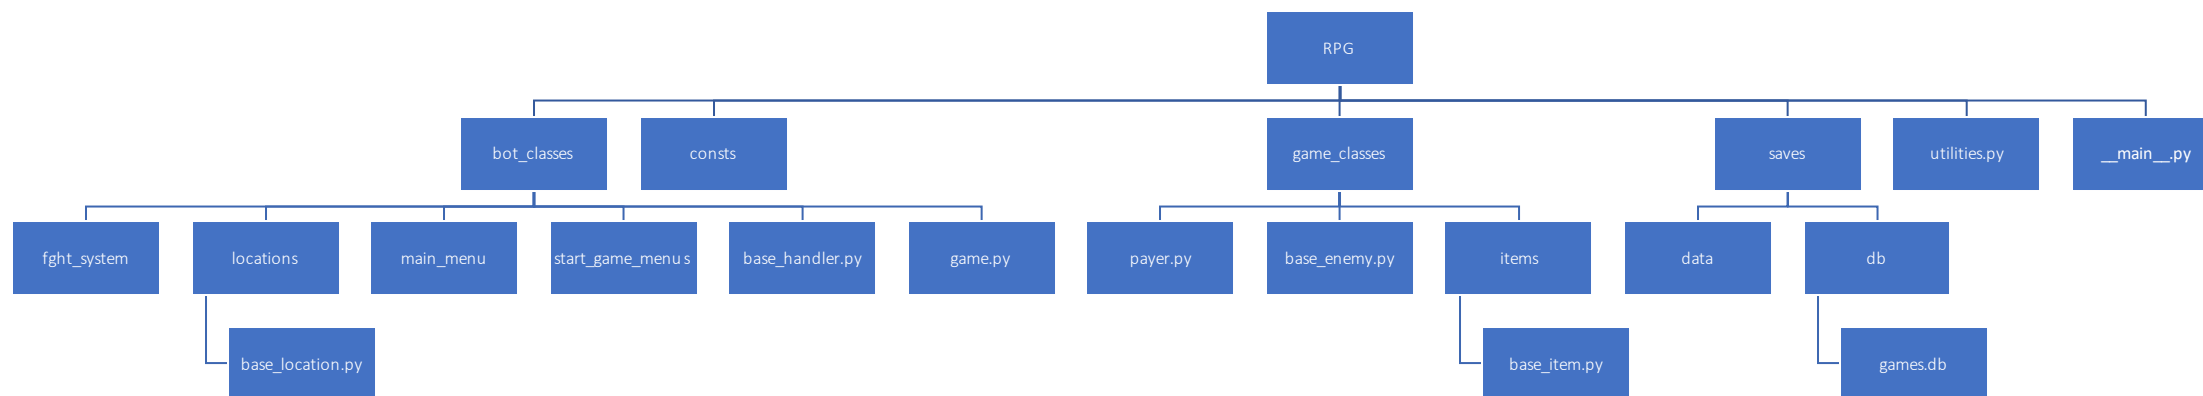 RPG
bot_classes
consts
game_classes
saves
utilities.py
__main__.py
fght_system
locations
main_menu
start_game_menus
base_handler.py
game.py
payer.py
base_enemy.py
items
data
db
base_location.py
base_item.py
games.db